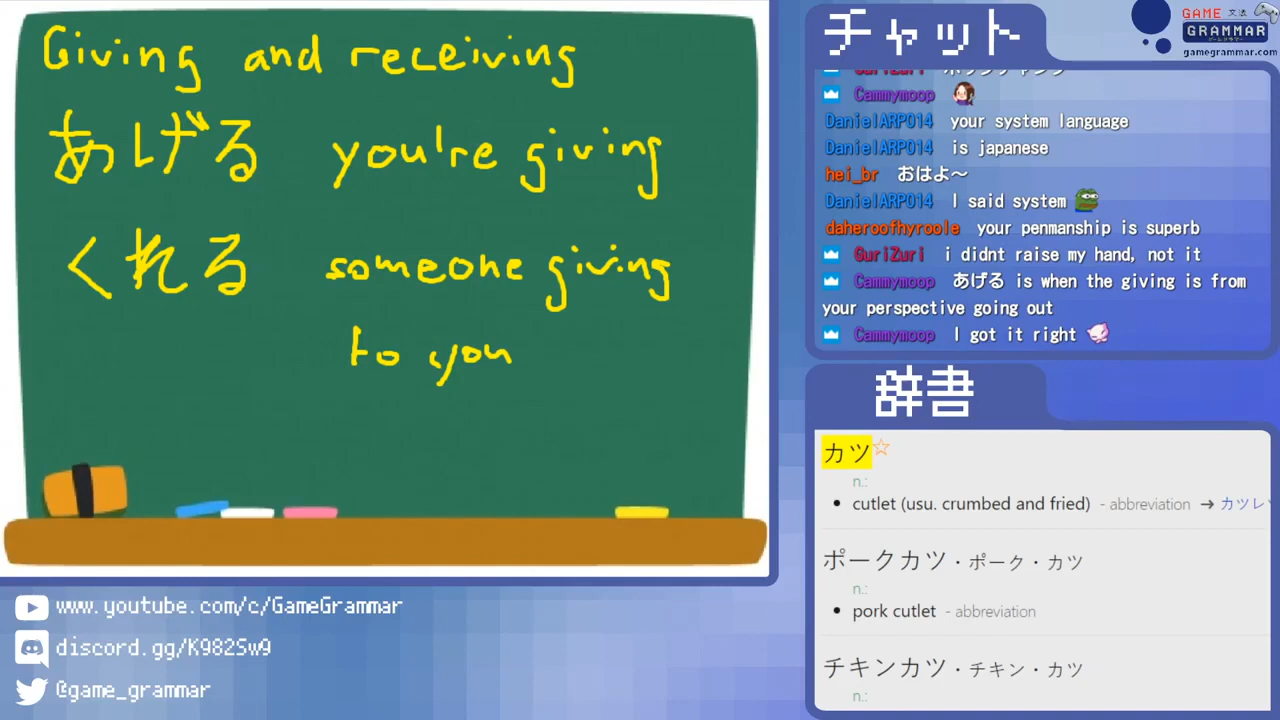 Giving and receiving
あげる you're giving
くれる someone giving
to you
www.youtube.com/c/GameGrammar
discord.gg/K982Sw9
@game_grammar
チャット
GAME 文法
GRAMMAR
gamegrammar.com
GuriZuri
Cammymoop
DanielARP014 your system language
DanielARP014 is japanese
hei_br おはよ〜
DanielARP014 I said system
daheroofhyroole your penmanship is superb
GuriZuri i didnt raise my hand, not it
Cammymoop あげる is when the giving is from
your perspective going out
Cammymoop I got it right
辞書
カツ☆
n.:
• cutlet (usu. crumbed and fried) - abbreviation → カツレツ
ポークカツ・ポーク・カツ
n.:
• pork cutlet - abbreviation
チキンカツ・チキン・カツ
n.: